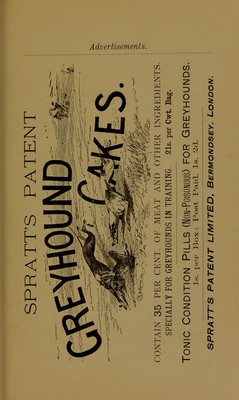 Advertisements.
SPRATT'S PATENT
GREYHOUND
CAKES.
CONTAIN 35 PER CENT. OF MEAT AND OTHER INGREDIENTS.
SPECIALLY FOR GREYHOUNDS IN TRAINING. 21s. per Cwt. Bag.
TONIC CONDITION PILLS (NON-POISONOUS) FOR GREYHOUNDS.
1s. per Box; Post Paid, 1s. 2d.
SPRATT'S PATENT LIMITED, BERMONDSEY, LONDON.